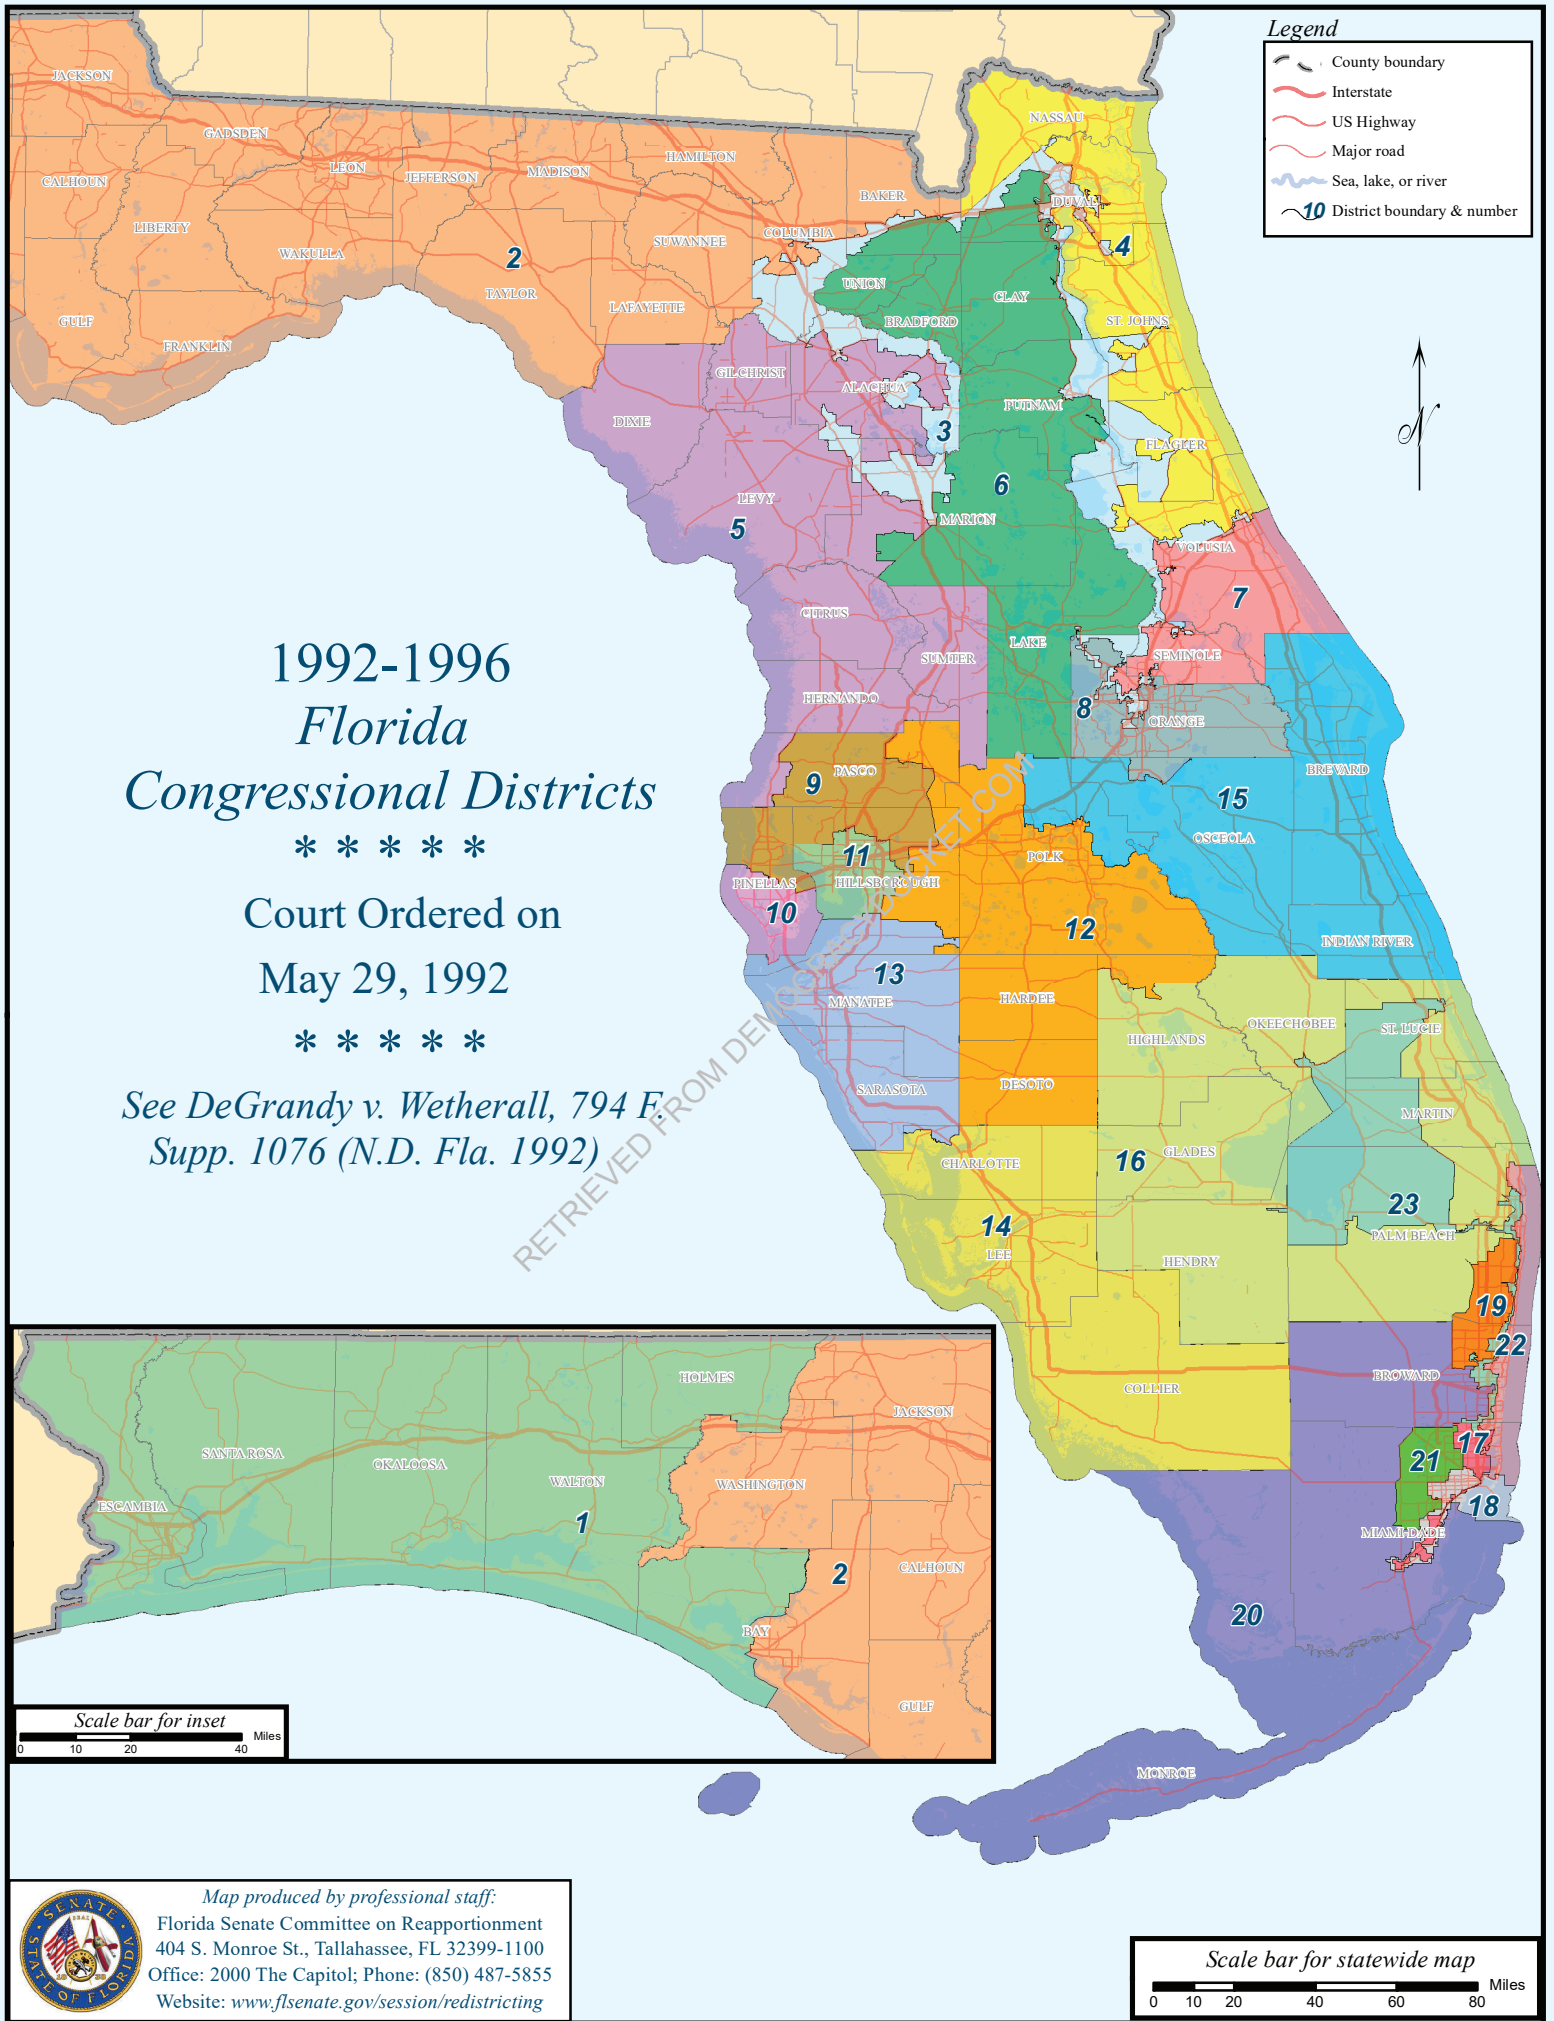 Legend
County boundary
Interstate
US Highway
Major road
Sea, lake, or river
10 District boundary & number
N
JACKSON
GADSDEN
LEON
JEFFERSON
MADISON
HAMILTON
BAKER
NASSAU
DUVAL
CALHOUN
LIBERTY
WAKULLA
TAYLOR
SUWANNEE
COLUMBIA
LAFAYETTE
GULF
FRANKLIN
UNION
BRADFORD
CLAY
ST. JOHNS
GILCHRIST
ALACHUA
PUTNAM
DIXIE
FLAGLER
LEVY
MARION
VOLUSIA
CITRUS
SUMTER
LAKE
SEMINOLE
HERNANDO
ORANGE
PASCO
BREVARD
OSCEOLA
POLK
PINELLAS
HILLSBOROUGH
INDIAN RIVER
MANATEE
HARDEE
HIGHLANDS
OKEECHOBEE
ST. LUCIE
SARASOTA
DESOTO
MARTIN
CHARLOTTE
GLADES
LEE
HENDRY
PALM BEACH
COLLIER
BROWARD
MIAMI-DADE
MONROE
2
4
3
6
5
7
8
9
15
11
10
12
13
16
14
23
19
22
17
21
18
20
1992-1996
Florida
Congressional Districts
* * * * *
Court Ordered on
May 29, 1992
* * * * *
See DeGrandy v. Wetherall, 794 F.
Supp. 1076 (N.D. Fla. 1992)
RETRIEVED FROM DEMOCRACYDOCKET.COM
HOLMES
JACKSON
SANTA ROSA
OKALOOSA
WALTON
WASHINGTON
ESCAMBIA
1
2
CALHOUN
BAY
GULF
Scale bar for inset
Miles
0 10 20 40
Map produced by professional staff:
Florida Senate Committee on Reapportionment
404 S. Monroe St., Tallahassee, FL 32399-1100
Office: 2000 The Capitol; Phone: (850) 487-5855
Website: www.flsenate.gov/session/redistricting
SENATE
SEAL
1838
STATE OF FLORIDA
Scale bar for statewide map
Miles
0 10 20 40 60 80